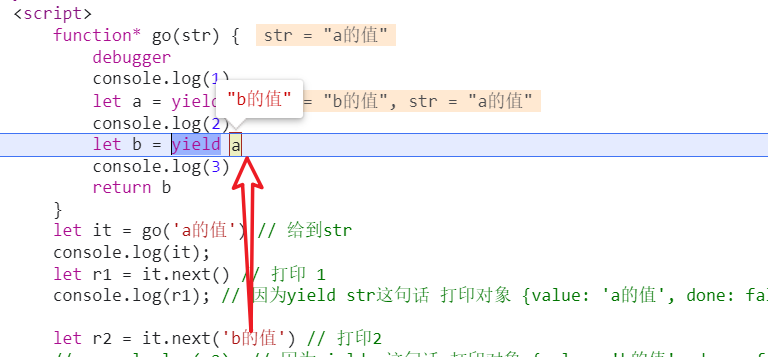 <script>
function* go(str) { str = "a的值"
debugger
console.log(1)
let a = yield = "b的值", str = "a的值"
"b的值"
console.log(2)
let b = yield a
console.log(3)
return b
}
let it = go('a的值') // 给到str
console.log(it);
let r1 = it.next() // 打印 1
console.log(r1); // 因为yield str这句话 打印对象 {value: 'a的值', done: fal
let r2 = it.next('b的值') // 打印2